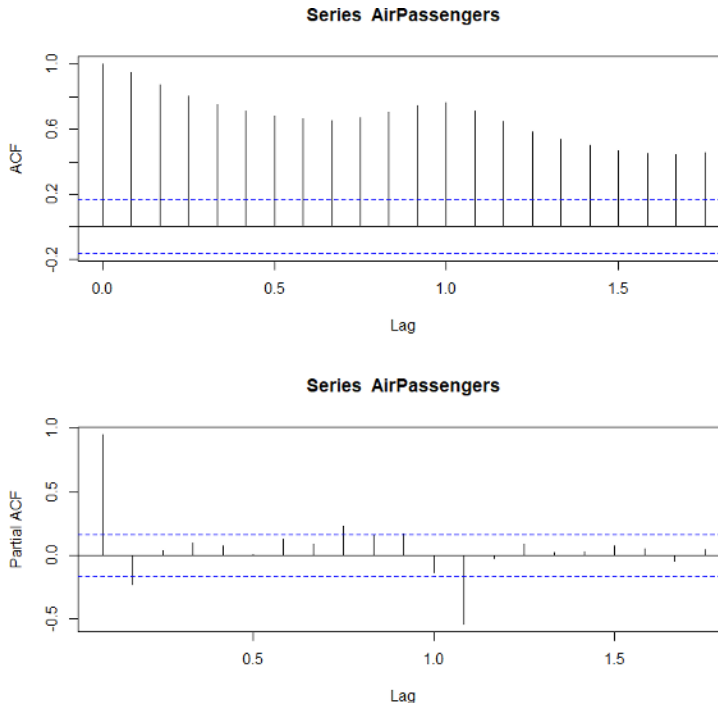 Series AirPassengers
ACF
1.0
0.6
0.2
-0.2
0.0 0.5 1.0 1.5
Lag
Series AirPassengers
Partial ACF
1.0
0.5
0.0
-0.5
0.5 1.0 1.5
Lag